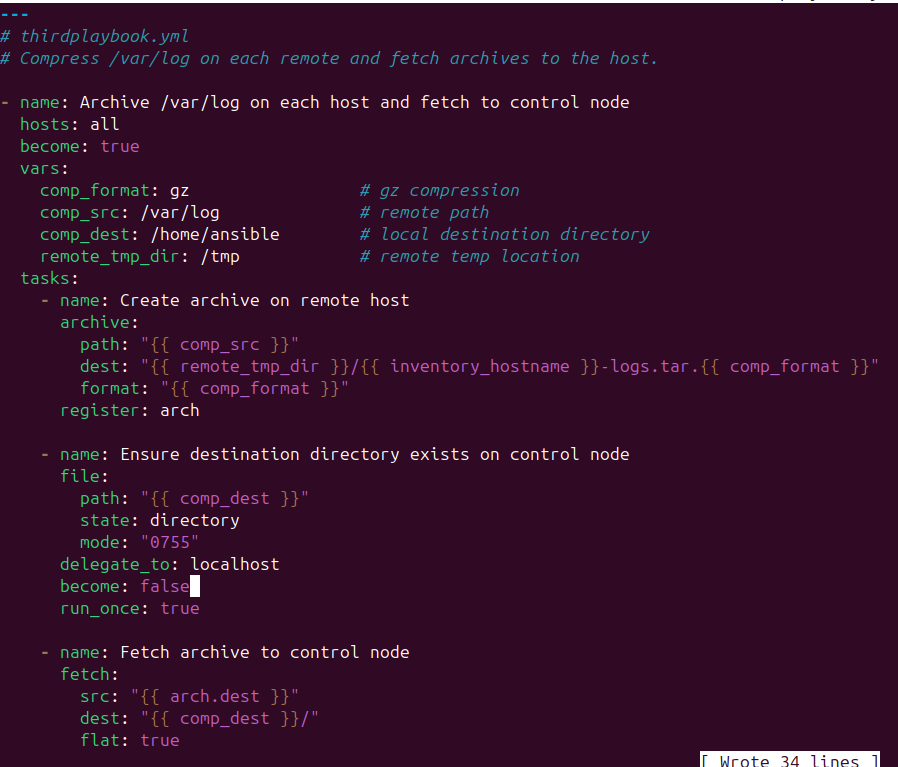 ---
# thirdplaybook.yml
# Compress /var/log on each remote and fetch archives to the host.

- name: Archive /var/log on each host and fetch to control node
  hosts: all
  become: true
  vars:
    comp_format: gz                 # gz compression
    comp_src: /var/log              # remote path
    comp_dest: /home/ansible        # local destination directory
    remote_tmp_dir: /tmp            # remote temp location
  tasks:
    - name: Create archive on remote host
      archive:
        path: "{{ comp_src }}"
        dest: "{{ remote_tmp_dir }}/{{ inventory_hostname }}-logs.tar.{{ comp_format }}"
        format: "{{ comp_format }}"
      register: arch

    - name: Ensure destination directory exists on control node
      file:
        path: "{{ comp_dest }}"
        state: directory
        mode: "0755"
      delegate_to: localhost
      become: false
      run_once: true

    - name: Fetch archive to control node
      fetch:
        src: "{{ arch.dest }}"
        dest: "{{ comp_dest }}/"
        flat: true
[ Wrote 34 lines ]